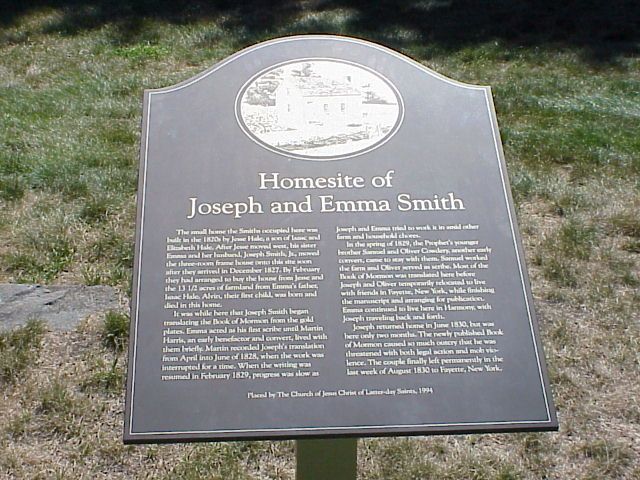 Homesite of
Joseph and Emma Smith
The small home the Smiths occupied here was
built in the 1820s by Jesse Hale, a son of Isaac and
Elizabeth Hale. After Jesse moved west, his sister
Emma and her husband, Joseph Smith, Jr., moved
the three-room frame house onto this site soon
after they arrived in December 1827. By February
they had arranged to buy the house from Jesse and
the 13 1/2 acres of farmland from Emma's father,
Isaac Hale. Alvin, their first child, was born and
died in this home.
It was while here that Joseph Smith began
translating the Book of Mormon from the gold
plates. Emma acted as his first scribe until Martin
Harris, an early benefactor and convert, lived with
them briefly. Martin recorded Joseph's translation
from April into June of 1828, when the work was
interrupted for a time. When the writing was
resumed in February 1829, progress was slow as
Joseph and Emma tried to work it in amid other
farm and household chores.
In the spring of 1829, the Prophet's younger
brother Samuel and Oliver Cowdery, another early
convert, came to stay with them. Samuel worked
the farm and Oliver served as scribe. Most of the
Book of Mormon was translated here before
Joseph and Oliver temporarily relocated to live
with friends in Fayette, New York, while finishing
the manuscript and arranging for publication.
Emma continued to live here in Harmony, with
Joseph traveling back and forth.
Joseph returned home in June 1830, but was
here only two months. The newly published Book
of Mormon caused so much outcry that he was
threatened with both legal action and mob vio-
lence. The couple finally left permanently in the
last week of August 1830 to Fayette, New York.
Placed by The Church of Jesus Christ of Latter-day Saints, 1994